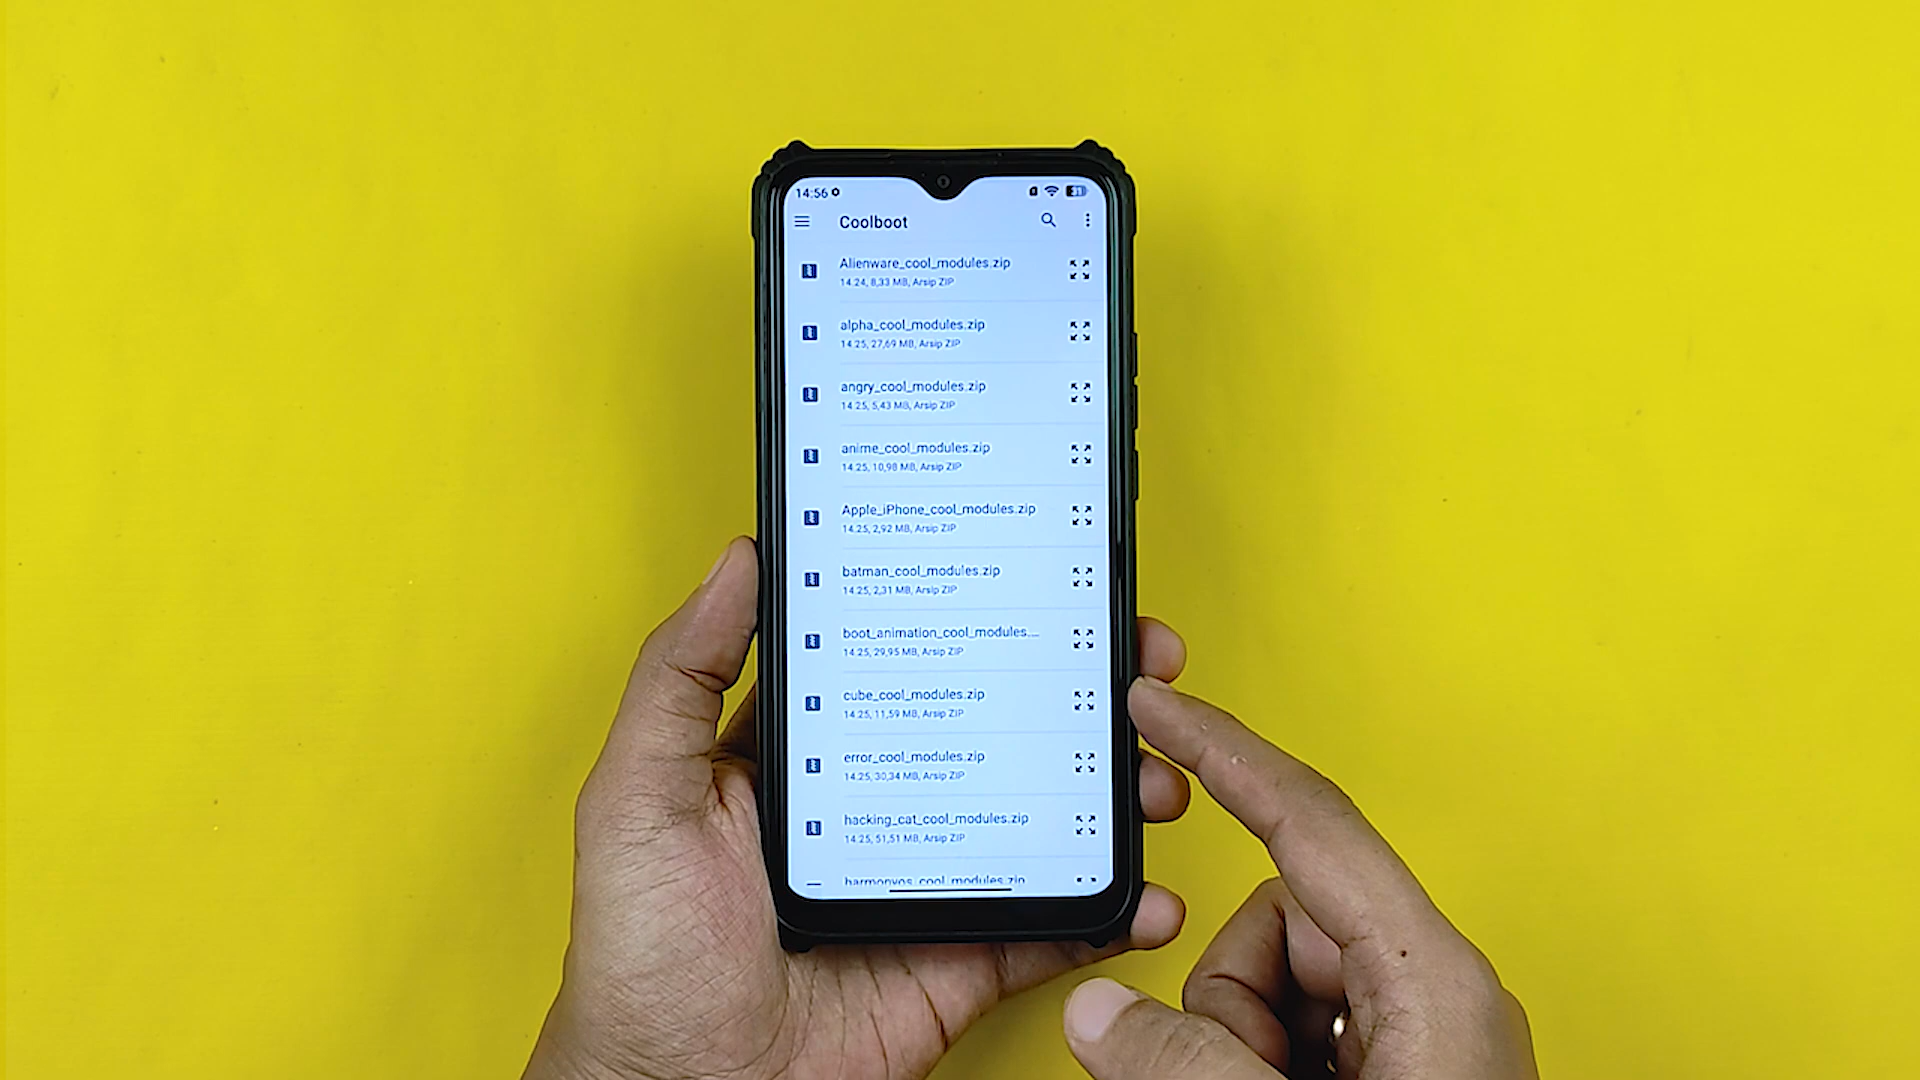 14:56
Coolboot
Alienware_cool_modules.zip
14.24, 8,33 MB, Arsip ZIP
alpha_cool_modules.zip
14.25, 27,69 MB, Arsip ZIP
angry_cool_modules.zip
14.25, 5,43 MB, Arsip ZIP
anime_cool_modules.zip
14.25, 10,98 MB, Arsip ZIP
Apple_iPhone_cool_modules.zip
14.25, 2,92 MB, Arsip ZIP
batman_cool_modules.zip
14.25, 2,31 MB, Arsip ZIP
boot_animation_cool_modules....
14.25, 29,95 MB, Arsip ZIP
cube_cool_modules.zip
14.25, 11,59 MB, Arsip ZIP
error_cool_modules.zip
14.25, 30,34 MB, Arsip ZIP
hacking_cat_cool_modules.zip
14.25, 51,51 MB, Arsip ZIP
harmonyos_cool_modules.zip